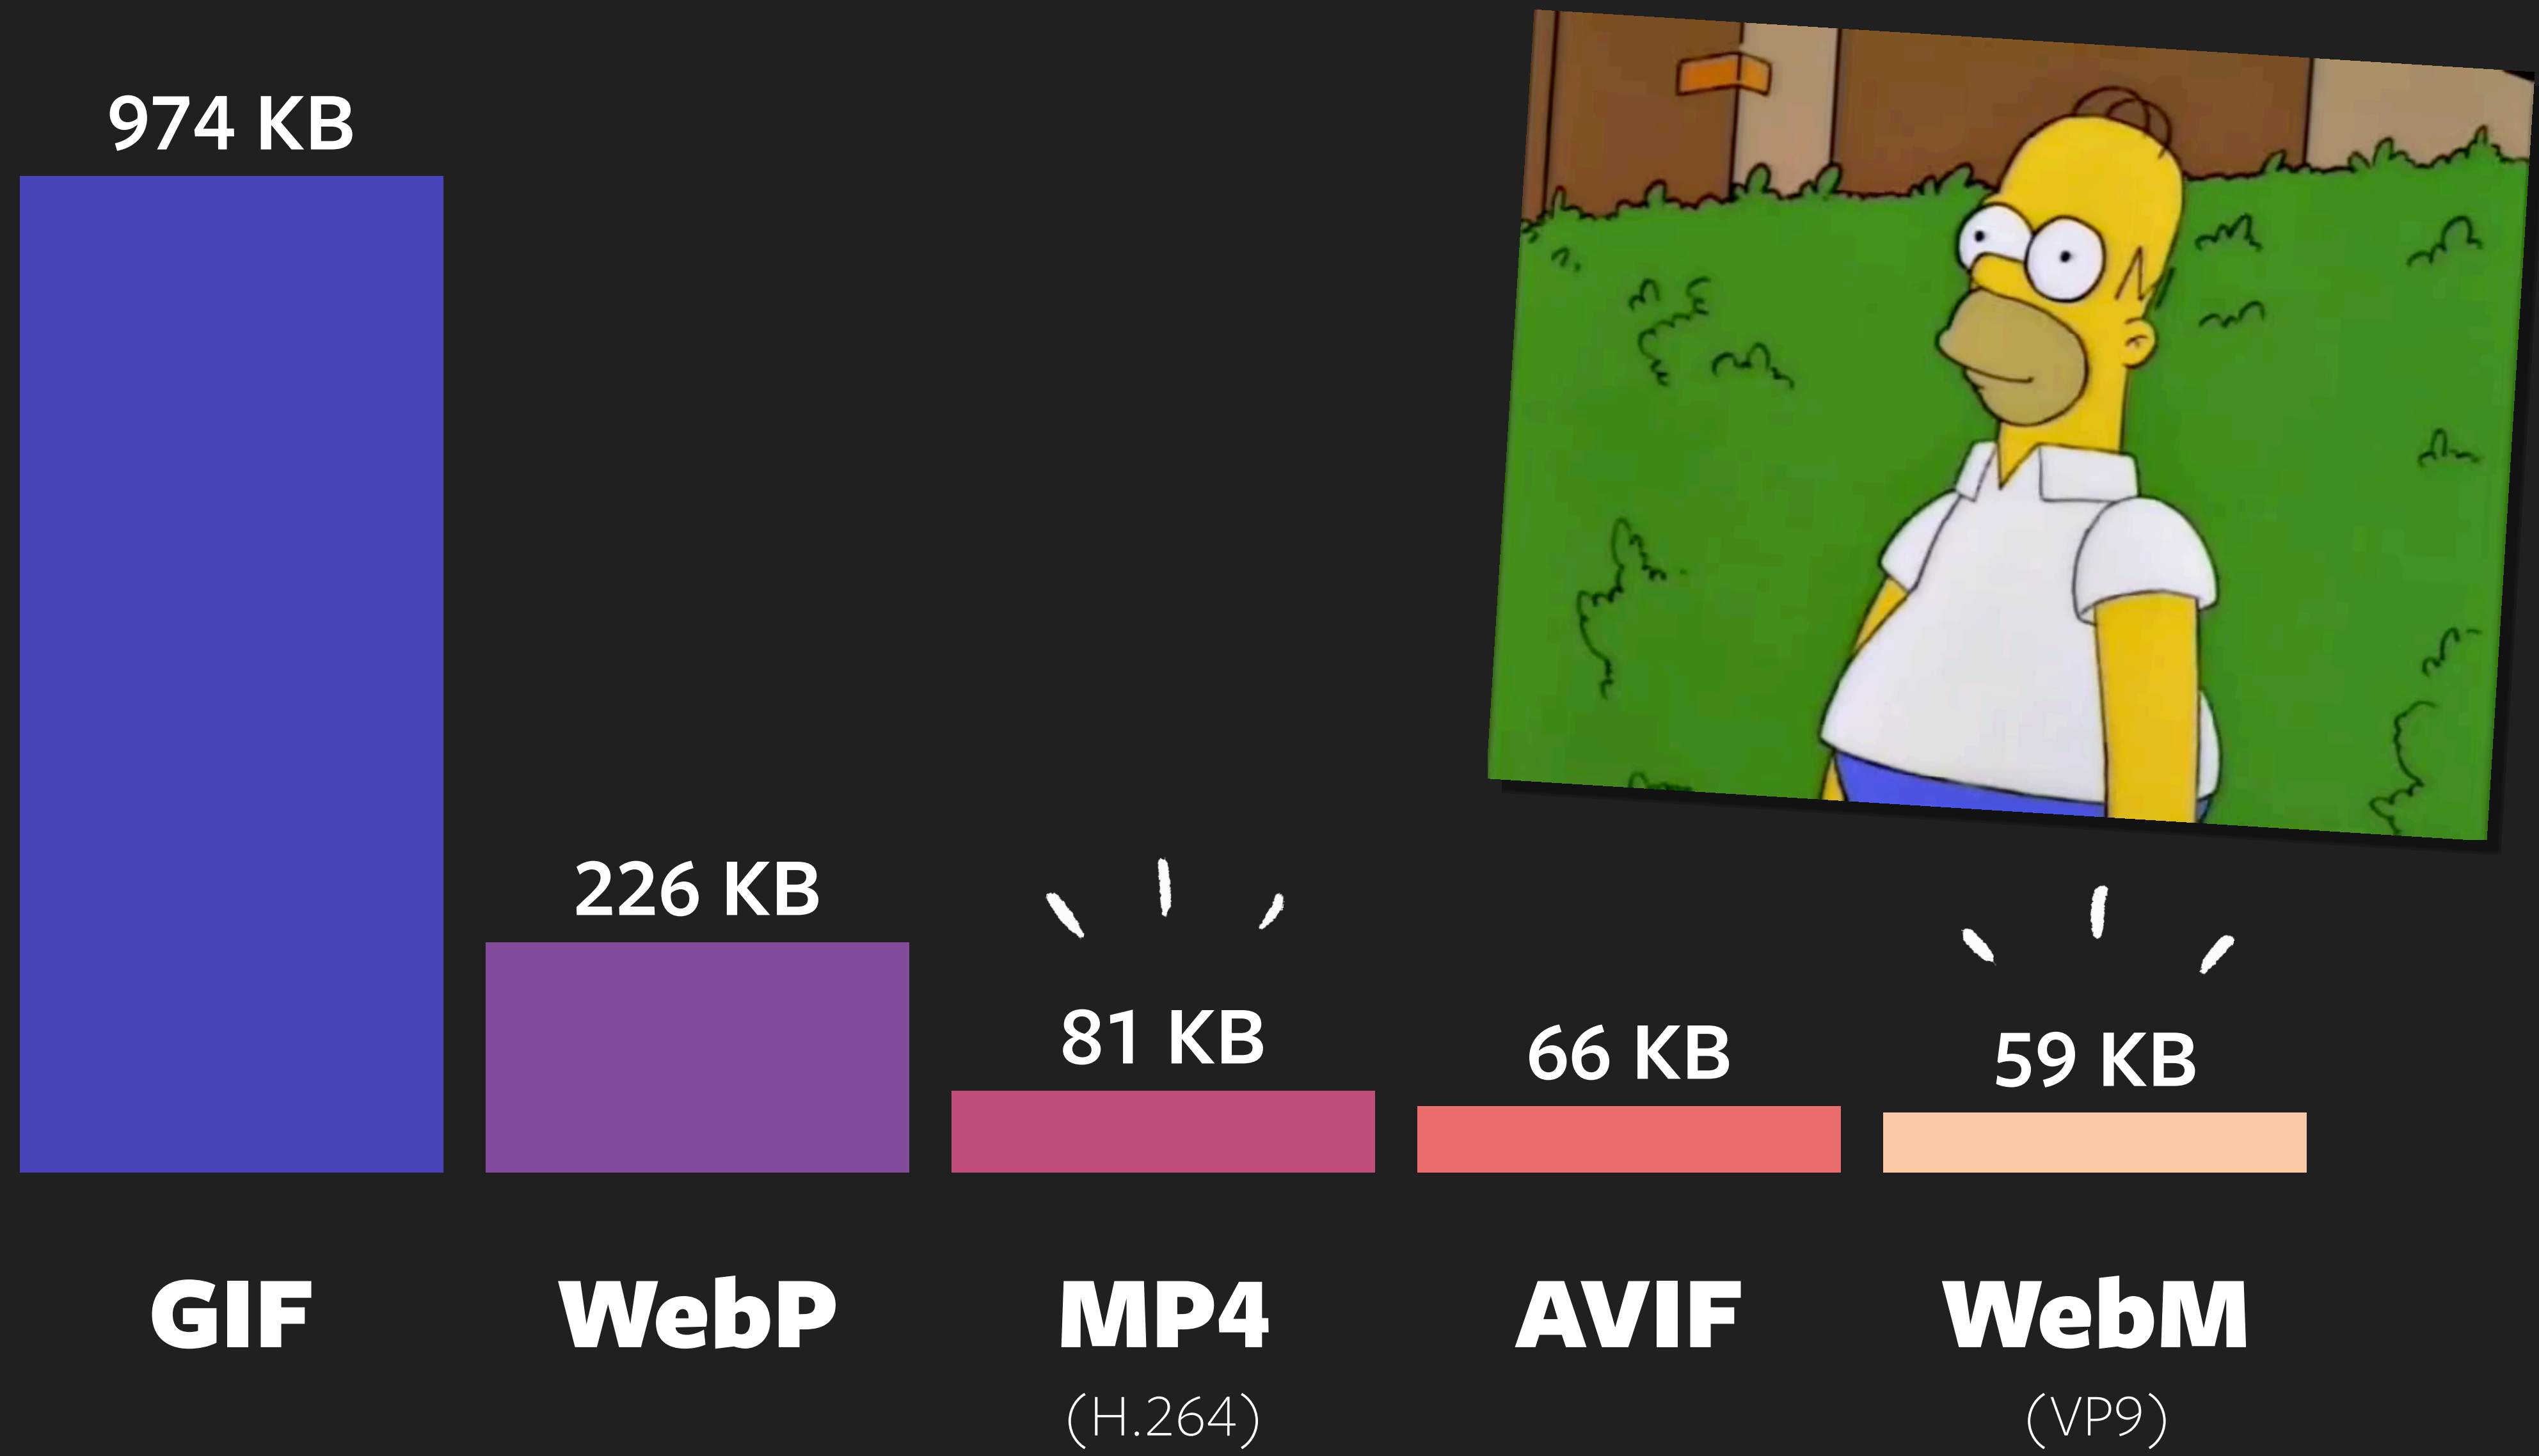 974 KB
226 KB
81 KB
66 KB
59 KB
GIF
WebP
MP4
AVIF
WebM
(H.264)
(VP9)